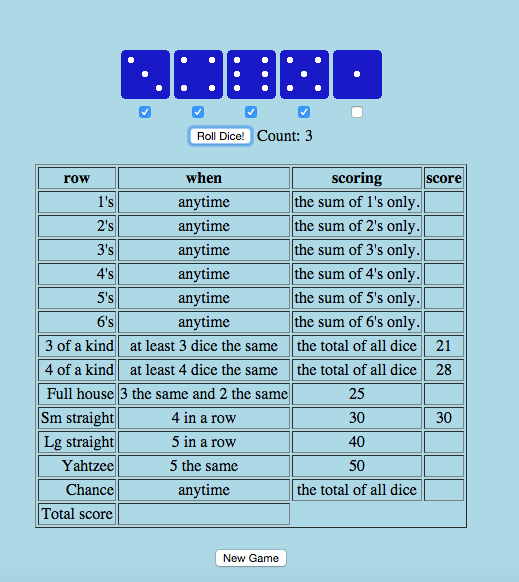 Roll Dice! Count: 3
row when scoring score
1's anytime the sum of 1's only.
2's anytime the sum of 2's only.
3's anytime the sum of 3's only.
4's anytime the sum of 4's only.
5's anytime the sum of 5's only.
6's anytime the sum of 6's only.
3 of a kind at least 3 dice the same the total of all dice 21
4 of a kind at least 4 dice the same the total of all dice 28
Full house 3 the same and 2 the same 25
Sm straight 4 in a row 30 30
Lg straight 5 in a row 40
Yahtzee 5 the same 50
Chance anytime the total of all dice
Total score
New Game